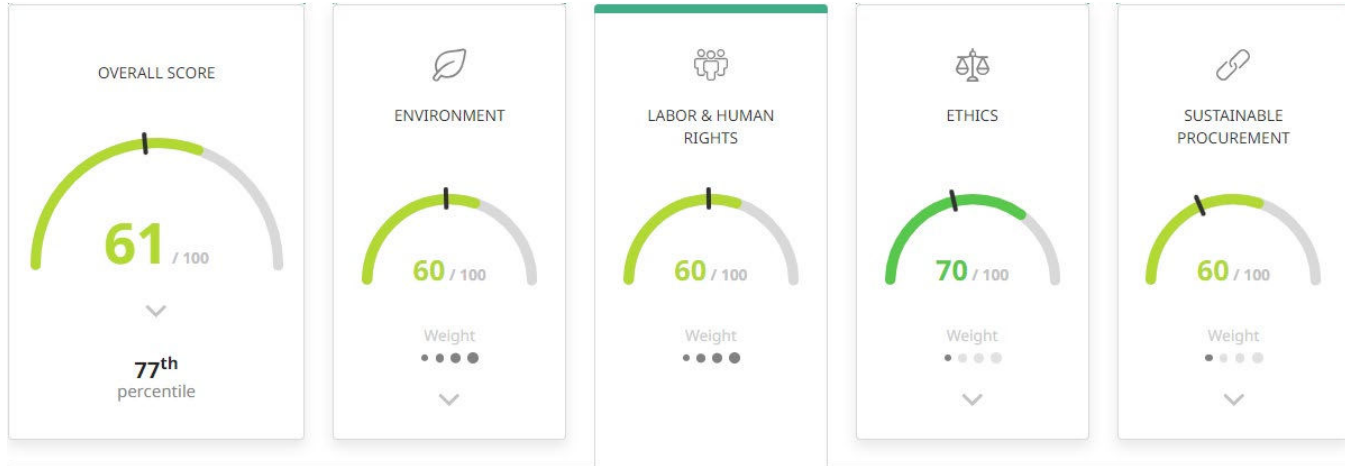 OVERALL SCORE
61 / 100
77th
percentile
ENVIRONMENT
60 / 100
Weight
LABOR & HUMAN
RIGHTS
60 / 100
Weight
ETHICS
70 / 100
Weight
SUSTAINABLE
PROCUREMENT
60 / 100
Weight